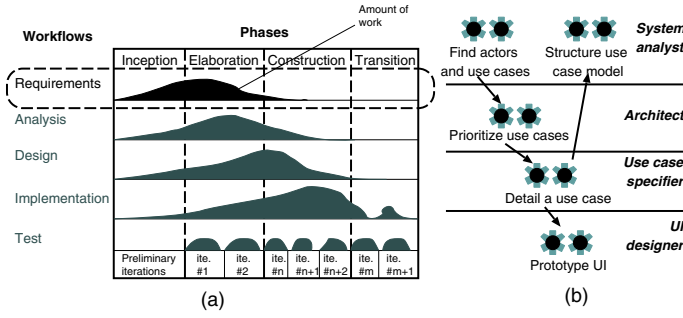 Workflows
Phases
Amount of
work
Inception
Elaboration
Construction
Transition
Requirements
Analysis
Design
Implementation
Test
Preliminary
iterations
ite.
#1
ite.
#2
ite.
#n
ite.
#n+1
ite.
#n+2
ite.
#m
ite.
#m+1
(a)
System
analyst
Find actors
and use cases
Structure use
case model
Architect
Prioritize use cases
Use case
specifier
Detail a use case
UI
designer
Prototype UI
(b)